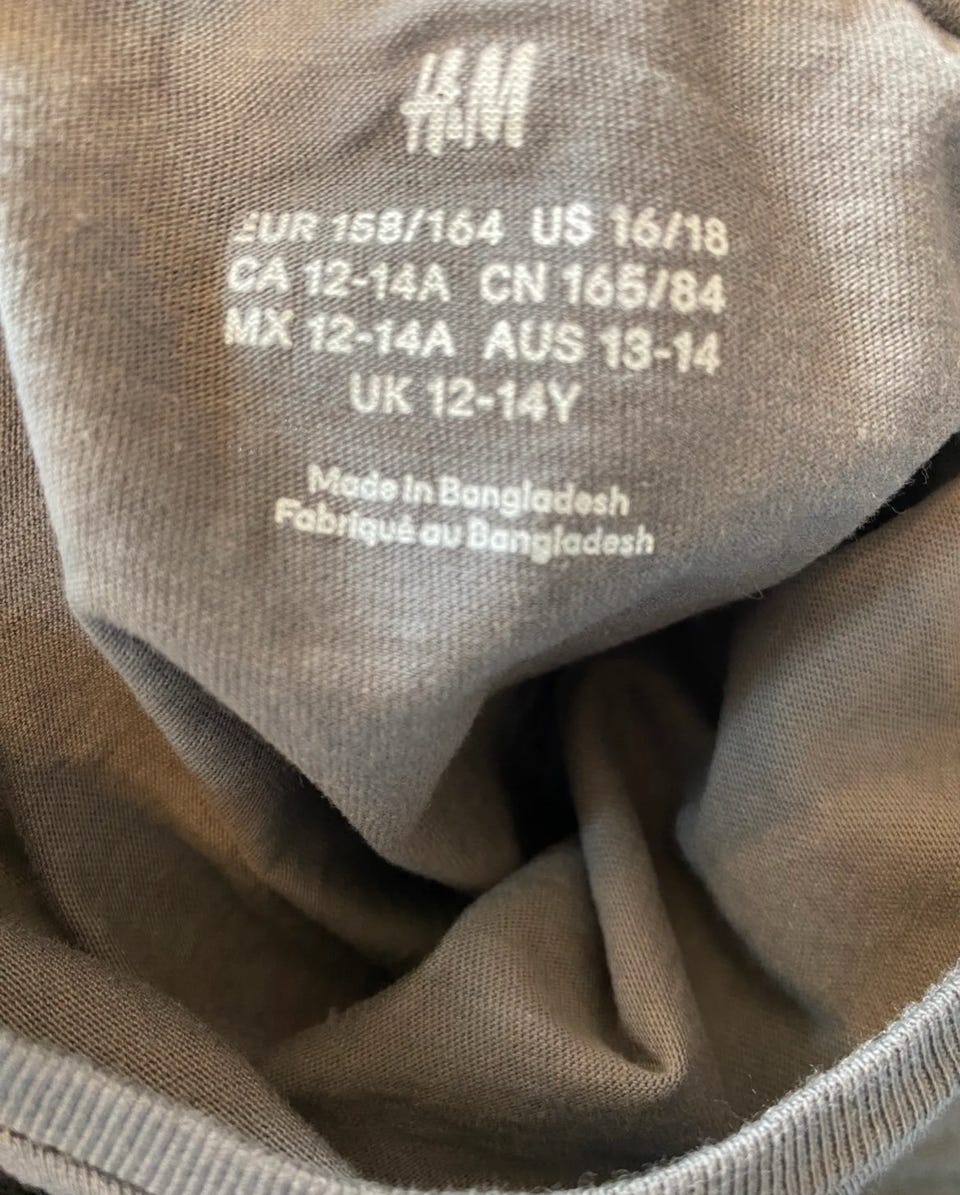 H&M
EUR 158/164 US 16/18
CA 12-14A CN 165/84
MX 12-14A AUS 13-14
UK 12-14Y
Made in Bangladesh
Fabriqué au Bangladesh